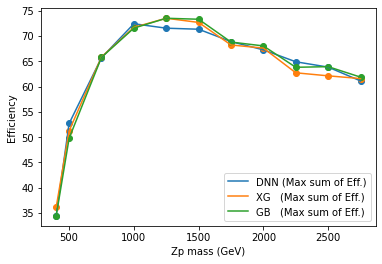 75
70
65
60
55
50
45
40
35
Efficiency
DNN (Max sum of Eff.)
XG (Max sum of Eff.)
GB (Max sum of Eff.)
500 1000 1500 2000 2500
Zp mass (GeV)